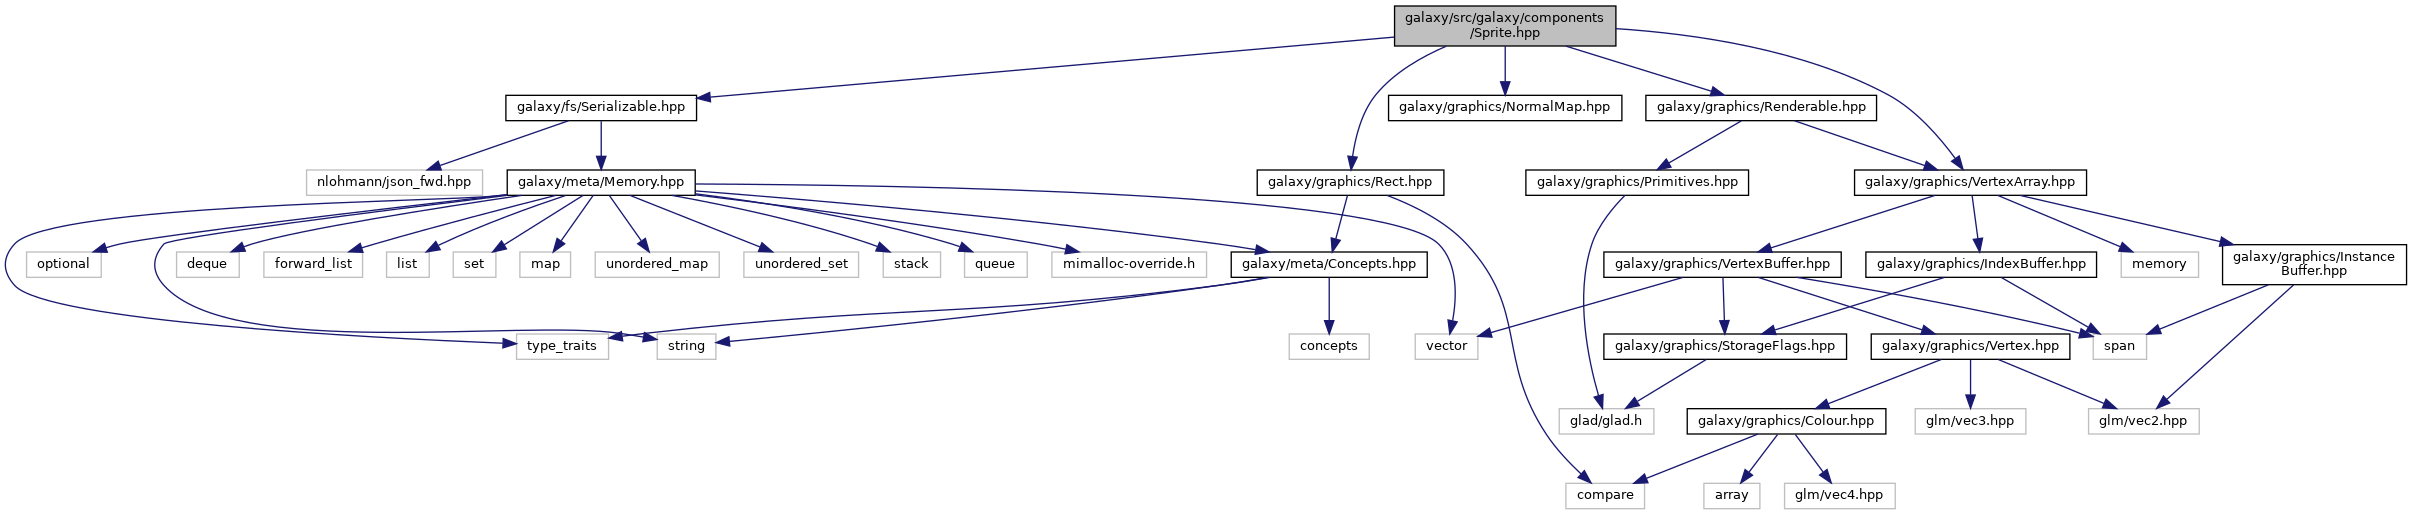 galaxy/src/galaxy/components
/Sprite.hpp
galaxy/fs/Serializable.hpp
galaxy/graphics/NormalMap.hpp
galaxy/graphics/Renderable.hpp
nlohmann/json_fwd.hpp
galaxy/meta/Memory.hpp
galaxy/graphics/Rect.hpp
galaxy/graphics/Primitives.hpp
galaxy/graphics/VertexArray.hpp
optional
deque
forward_list
list
set
map
unordered_map
unordered_set
stack
queue
mimalloc-override.h
galaxy/meta/Concepts.hpp
galaxy/graphics/VertexBuffer.hpp
galaxy/graphics/IndexBuffer.hpp
memory
galaxy/graphics/Instance
Buffer.hpp
type_traits
string
concepts
vector
galaxy/graphics/StorageFlags.hpp
galaxy/graphics/Vertex.hpp
span
glad/glad.h
galaxy/graphics/Colour.hpp
glm/vec3.hpp
glm/vec2.hpp
compare
array
glm/vec4.hpp